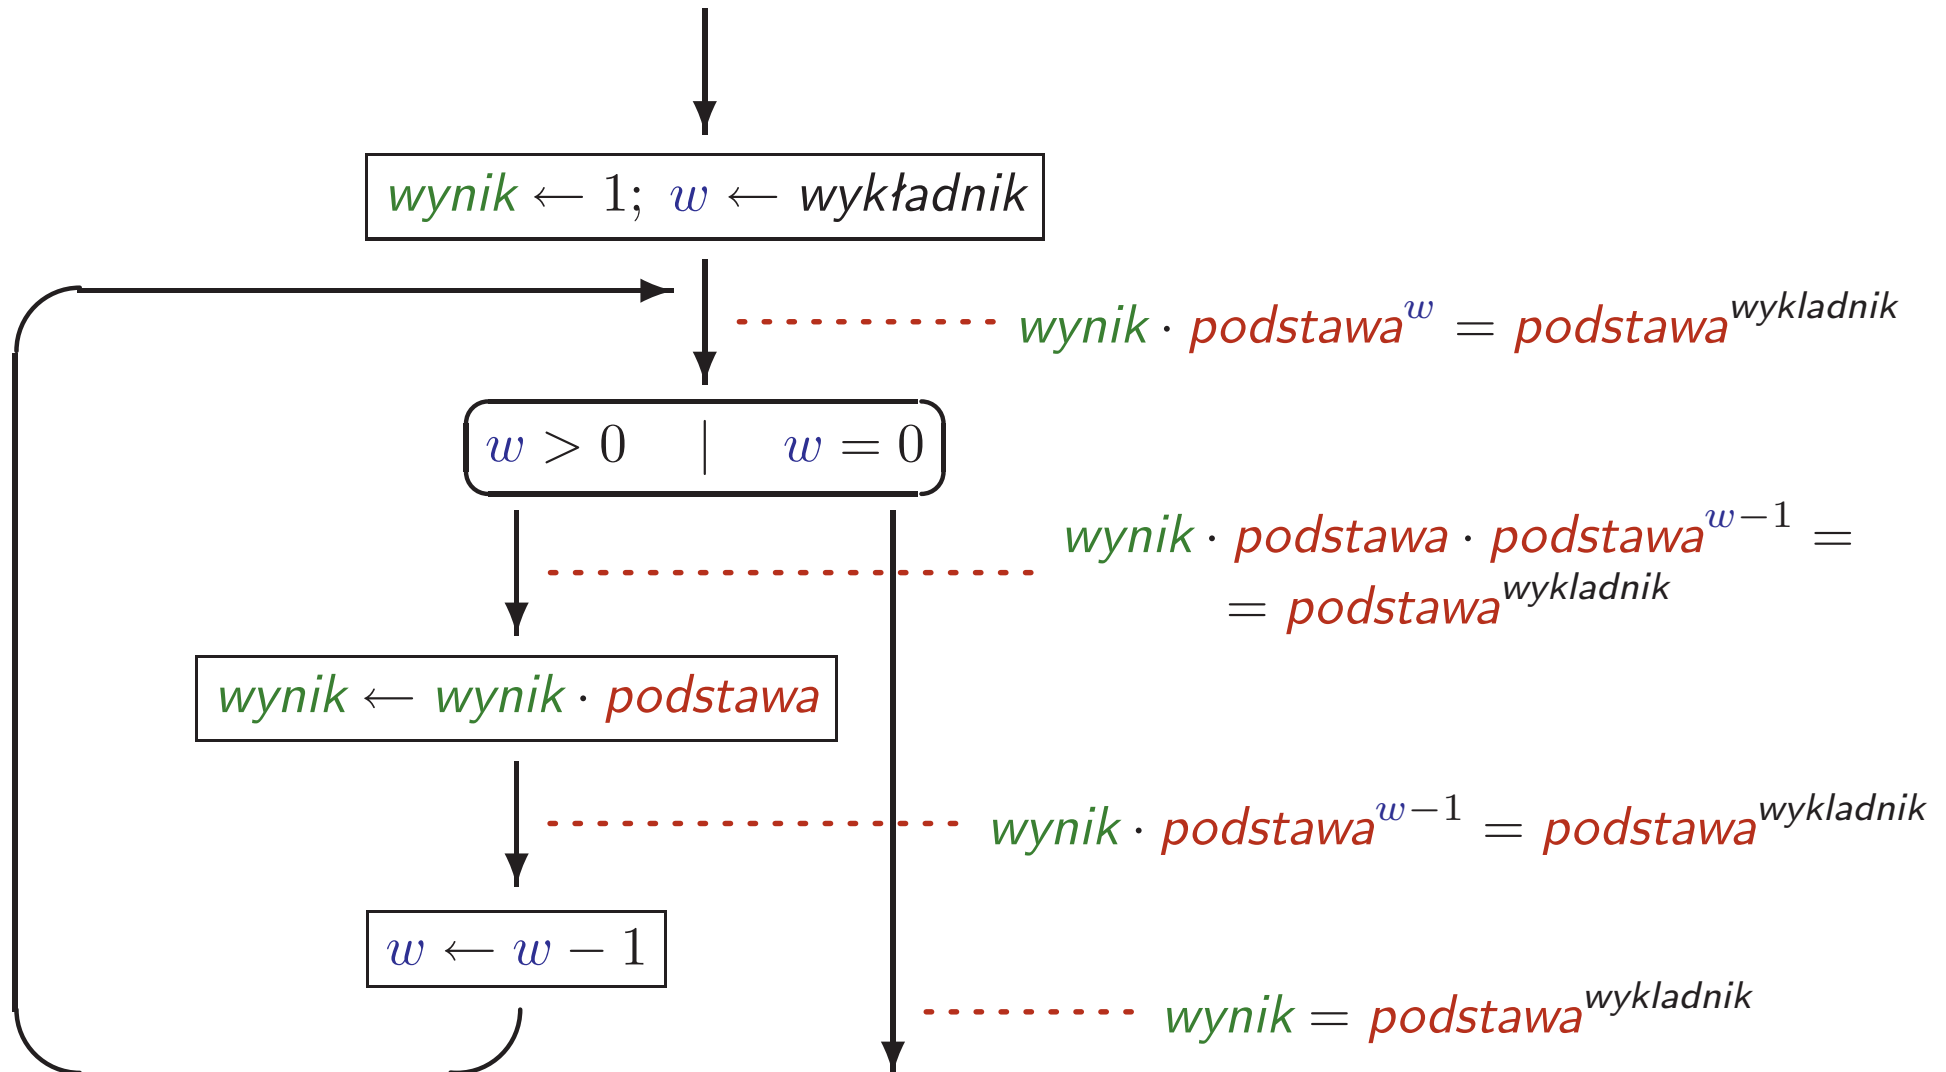 wynik ← 1; w ← wykładnik
wynik · podstawa^w = podstawa^wykladnik
w > 0 | w = 0
wynik · podstawa · podstawa^w−1 =
= podstawa^wykladnik
wynik ← wynik · podstawa
wynik · podstawa^w−1 = podstawa^wykladnik
w ← w − 1
wynik = podstawa^wykladnik